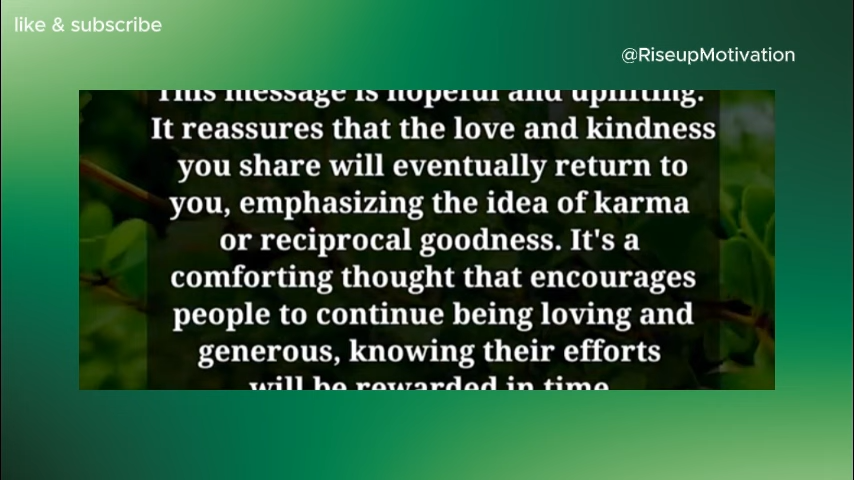 like & subscribe
@RiseupMotivation
This message is hopeful and uplifting.
It reassures that the love and kindness
you share will eventually return to
you, emphasizing the idea of karma
or reciprocal goodness. It's a
comforting thought that encourages
people to continue being loving and
generous, knowing their efforts
will be rewarded in time